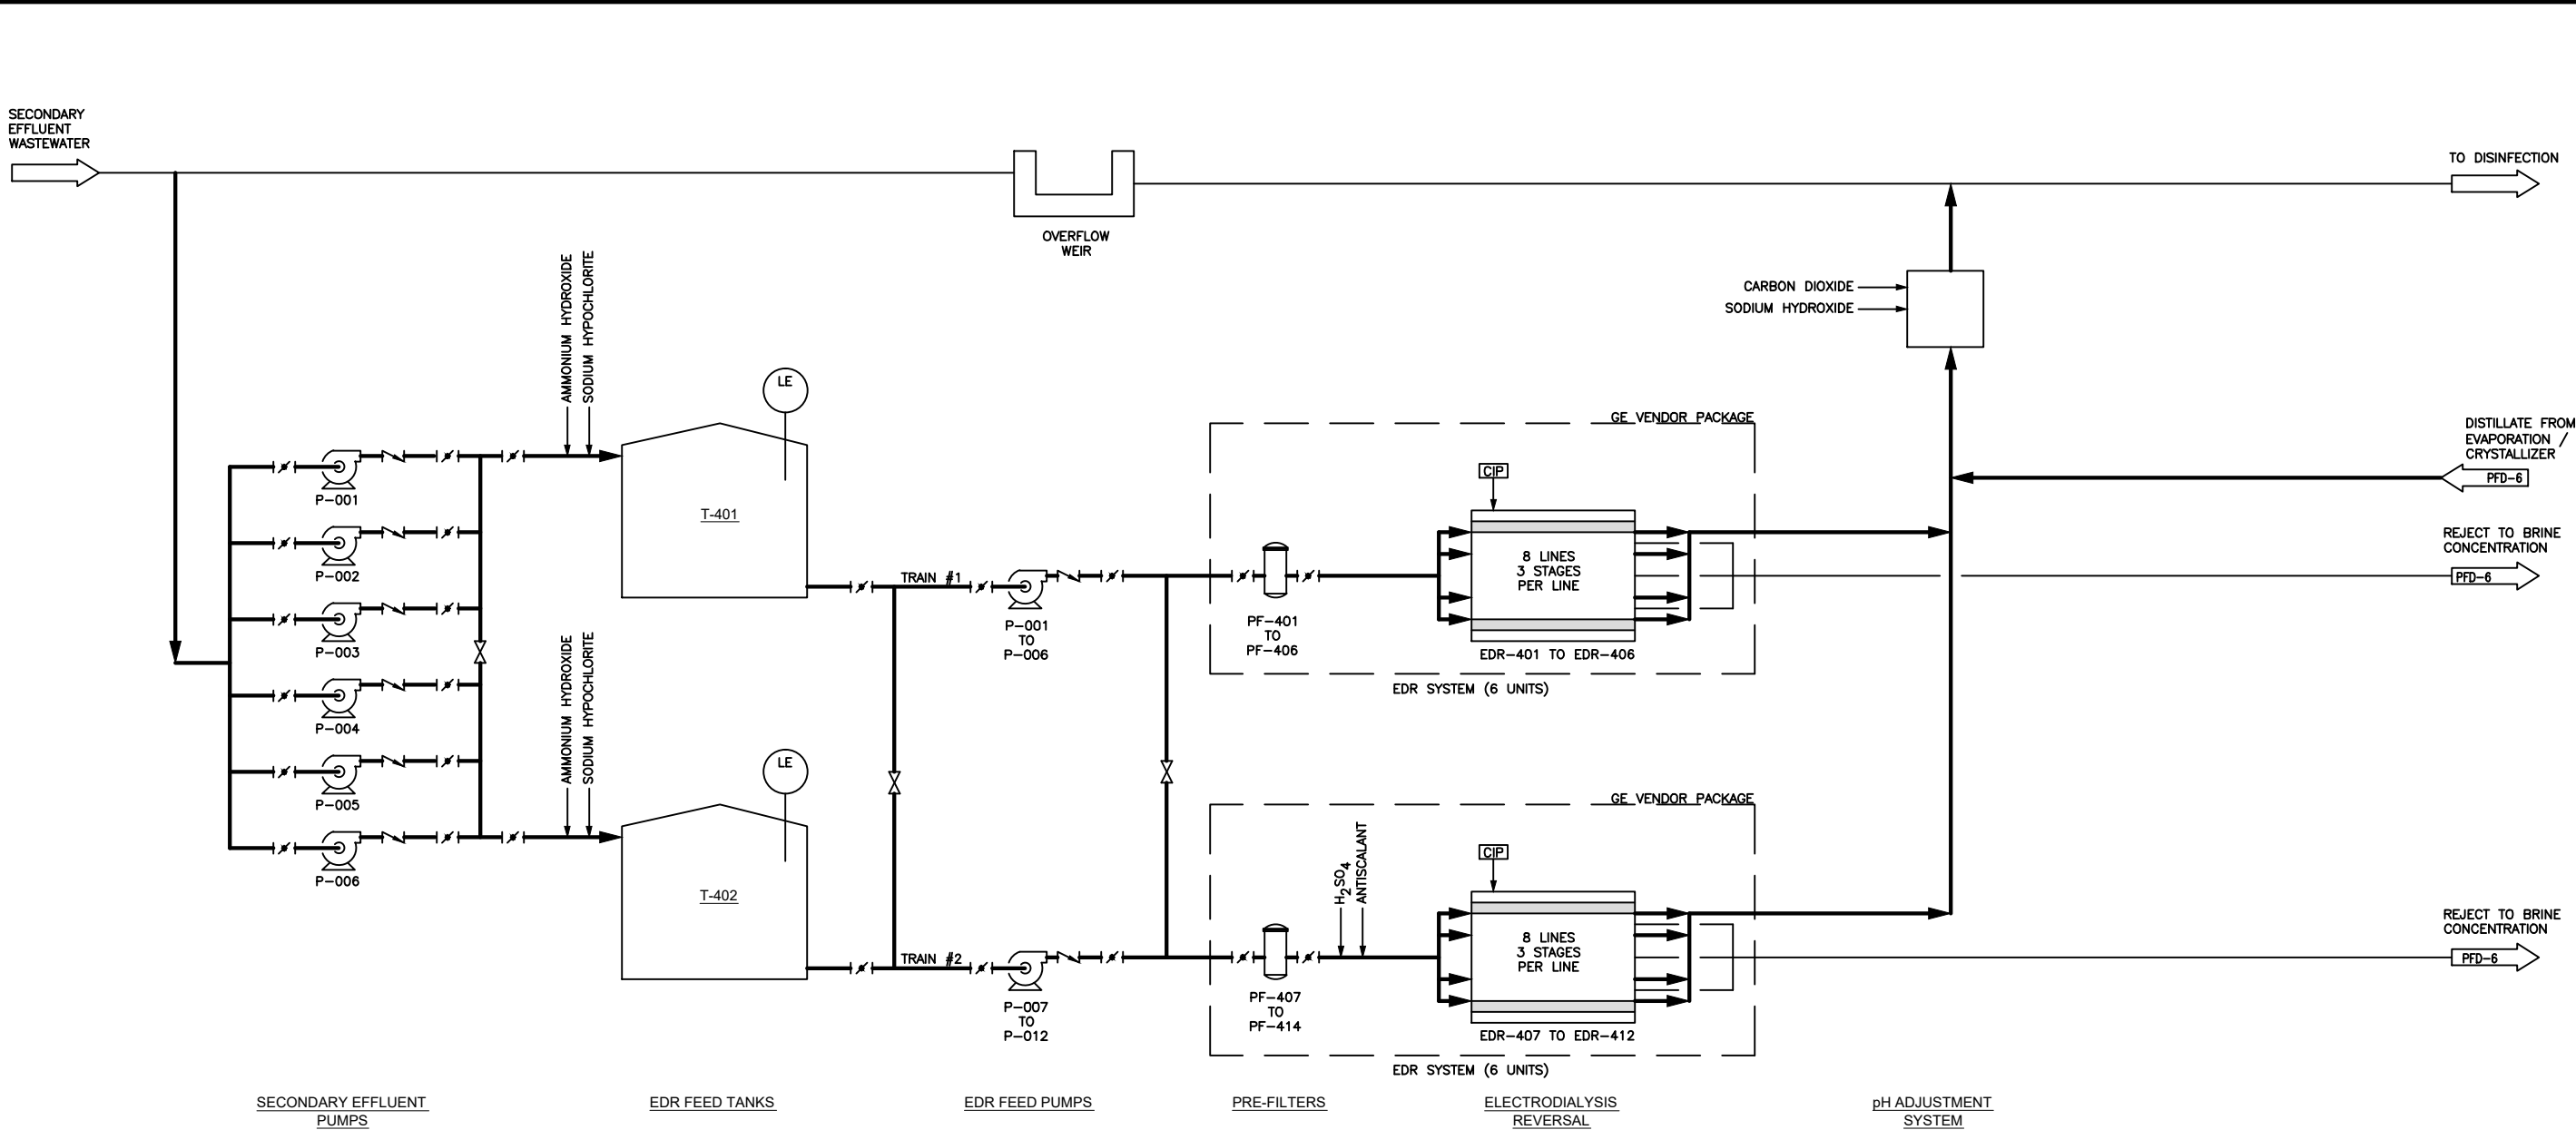 SECONDARY
EFFLUENT
WASTEWATER
TO DISINFECTION
OVERFLOW
WEIR
CARBON DIOXIDE
SODIUM HYDROXIDE
AMMONIUM HYDROXIDE
SODIUM HYPOCHLORITE
LE
T-401
P-001
P-002
P-003
P-004
P-005
P-006
AMMONIUM HYDROXIDE
SODIUM HYPOCHLORITE
LE
T-402
TRAIN #1
P-001
TO
P-006
TRAIN #2
P-007
TO
P-012
GE VENDOR PACKAGE
CIP
8 LINES
3 STAGES
PER LINE
PF-401
TO
PF-406
EDR-401 TO EDR-406
EDR SYSTEM (6 UNITS)
GE VENDOR PACKAGE
H2SO4
ANTISCALANT
CIP
8 LINES
3 STAGES
PER LINE
PF-407
TO
PF-414
EDR-407 TO EDR-412
EDR SYSTEM (6 UNITS)
DISTILLATE FROM
EVAPORATION /
CRYSTALLIZER
PFD-6
REJECT TO BRINE
CONCENTRATION
PFD-6
REJECT TO BRINE
CONCENTRATION
PFD-6
SECONDARY EFFLUENT
PUMPS
EDR FEED TANKS
EDR FEED PUMPS
PRE-FILTERS
ELECTRODIALYSIS
REVERSAL
pH ADJUSTMENT
SYSTEM